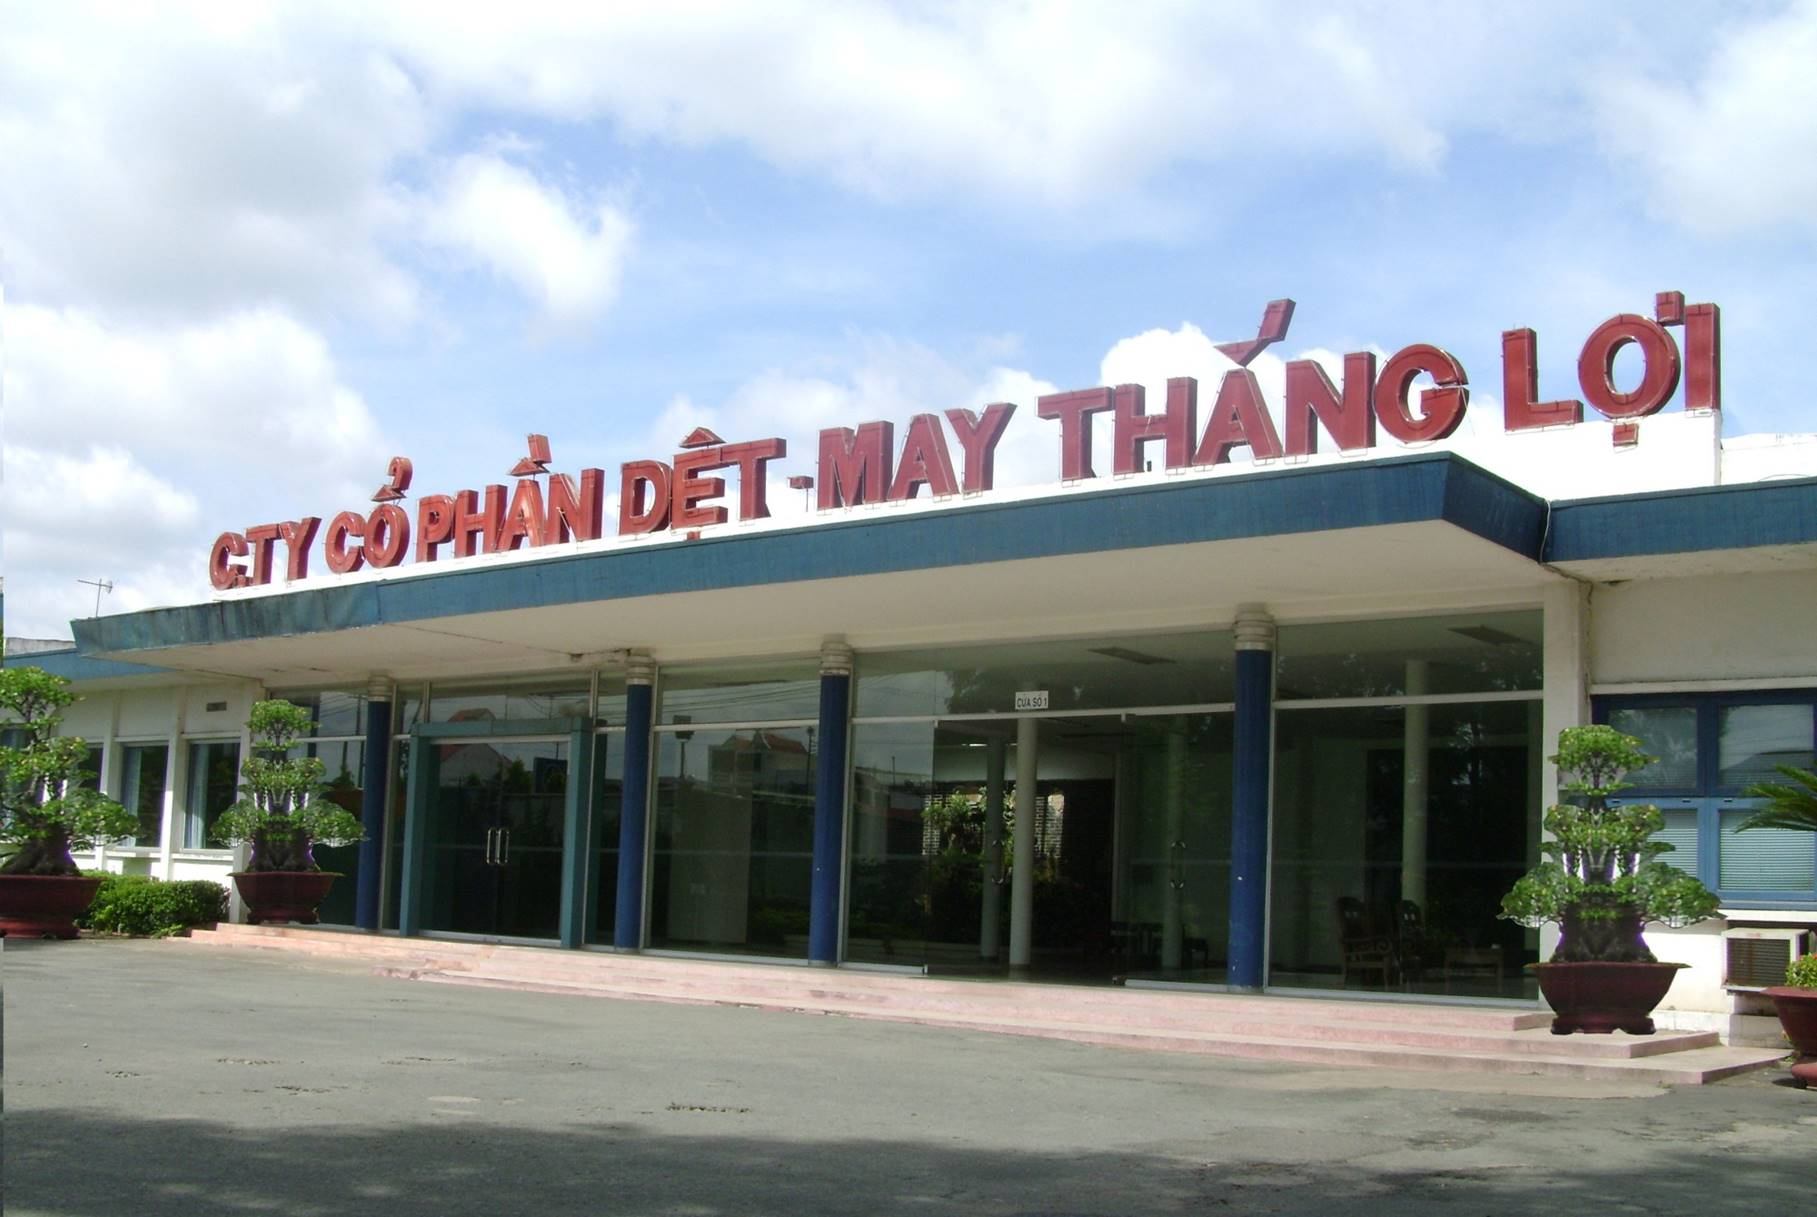 C.TY CỔ PHẦN DỆT - MAY THẮNG LỢI
CỬA SỐ 1